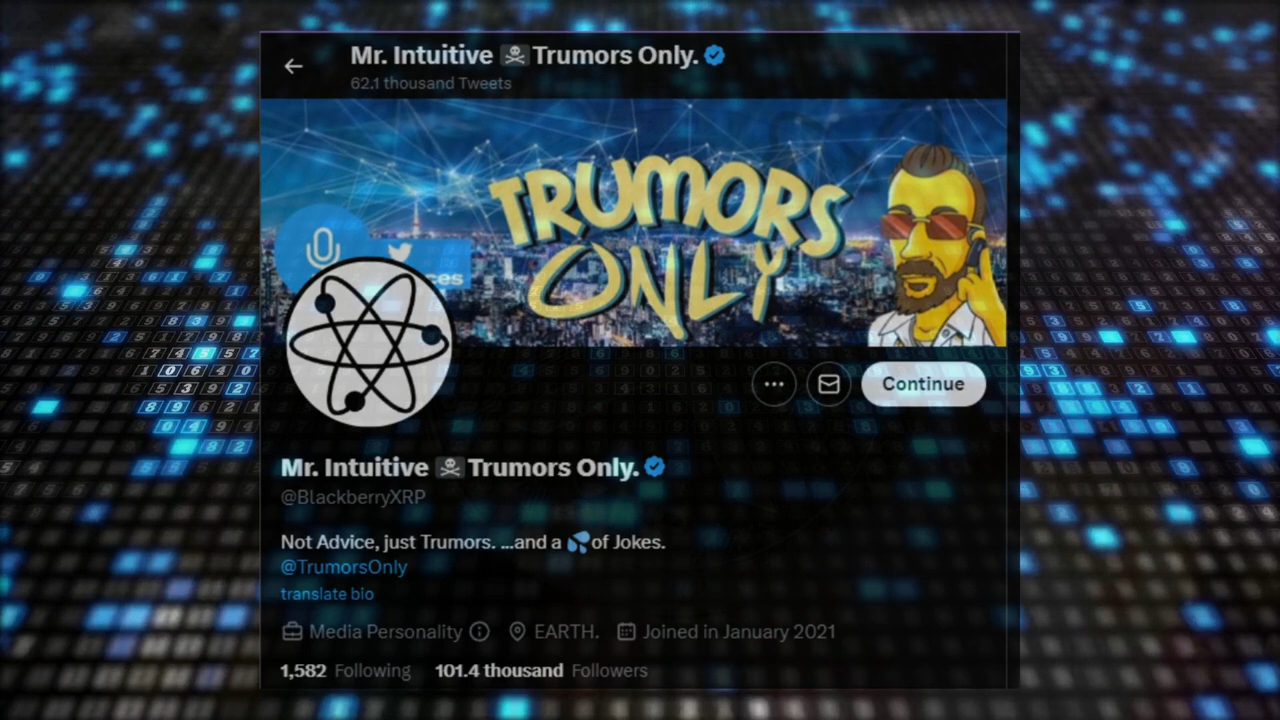 Mr. Intuitive ☠️ Trumors Only.
62.1 thousand Tweets
TRUMORS
ONLY
ces
Continue
Mr. Intuitive ☠️ Trumors Only.
@BlackberryXRP
Not Advice, just Trumors. ...and a 💦 of Jokes.
@TrumorsOnly
translate bio
Media Personality EARTH. Joined in January 2021
1,582 Following 101.4 thousand Followers